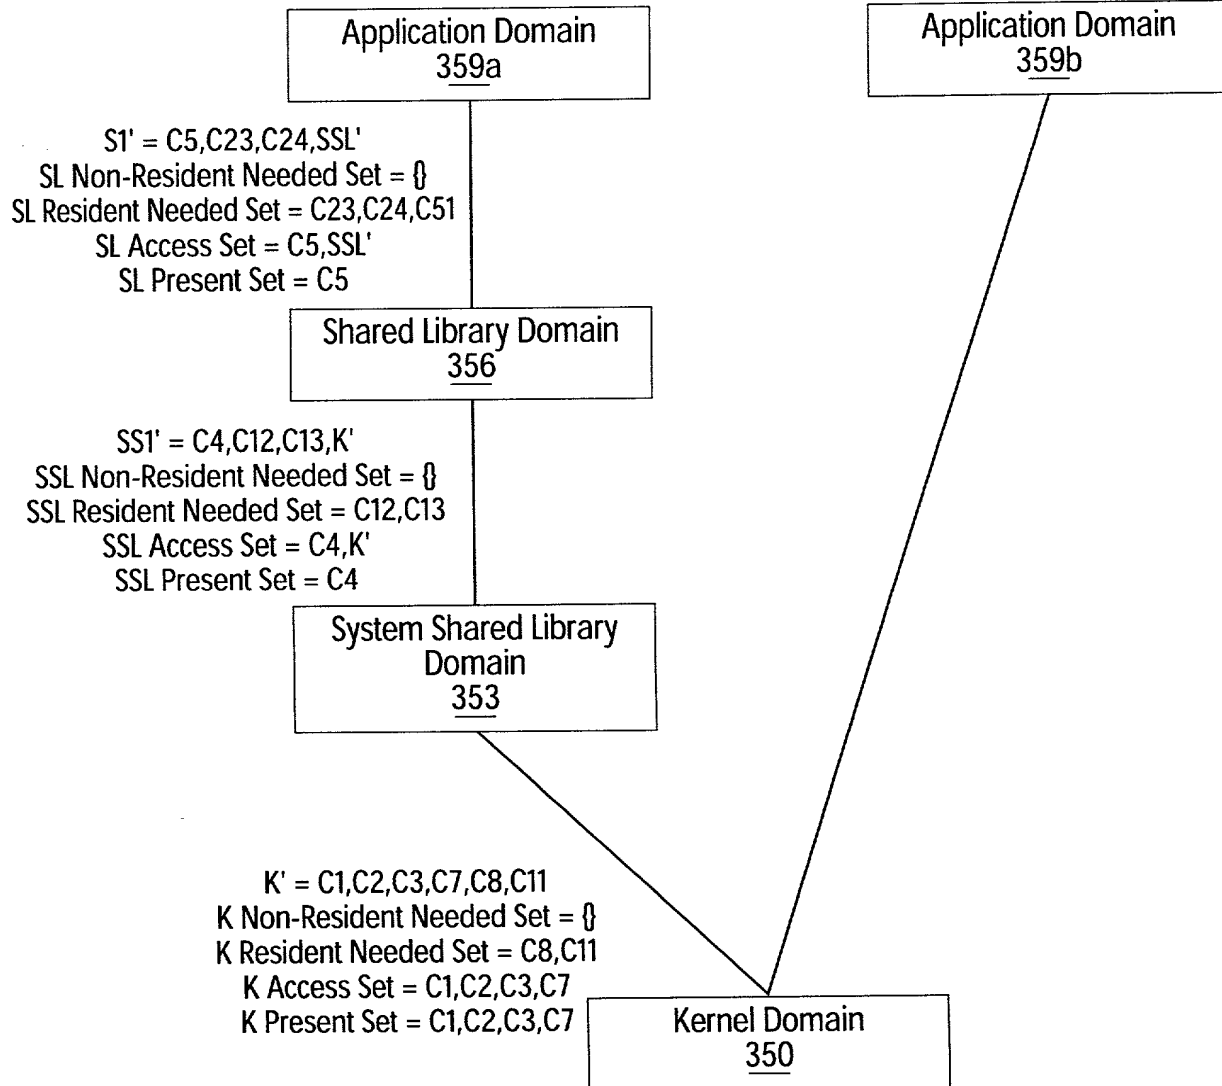 Application Domain
359a
Application Domain
359b
S1' = C5,C23,C24,SSL'
SL Non-Resident Needed Set = {}
SL Resident Needed Set = C23,C24,C51
SL Access Set = C5,SSL'
SL Present Set = C5
Shared Library Domain
356
SS1' = C4,C12,C13,K'
SSL Non-Resident Needed Set = {}
SSL Resident Needed Set = C12,C13
SSL Access Set = C4,K'
SSL Present Set = C4
System Shared Library
Domain
353
K' = C1,C2,C3,C7,C8,C11
K Non-Resident Needed Set = {}
K Resident Needed Set = C8,C11
K Access Set = C1,C2,C3,C7
K Present Set = C1,C2,C3,C7
Kernel Domain
350